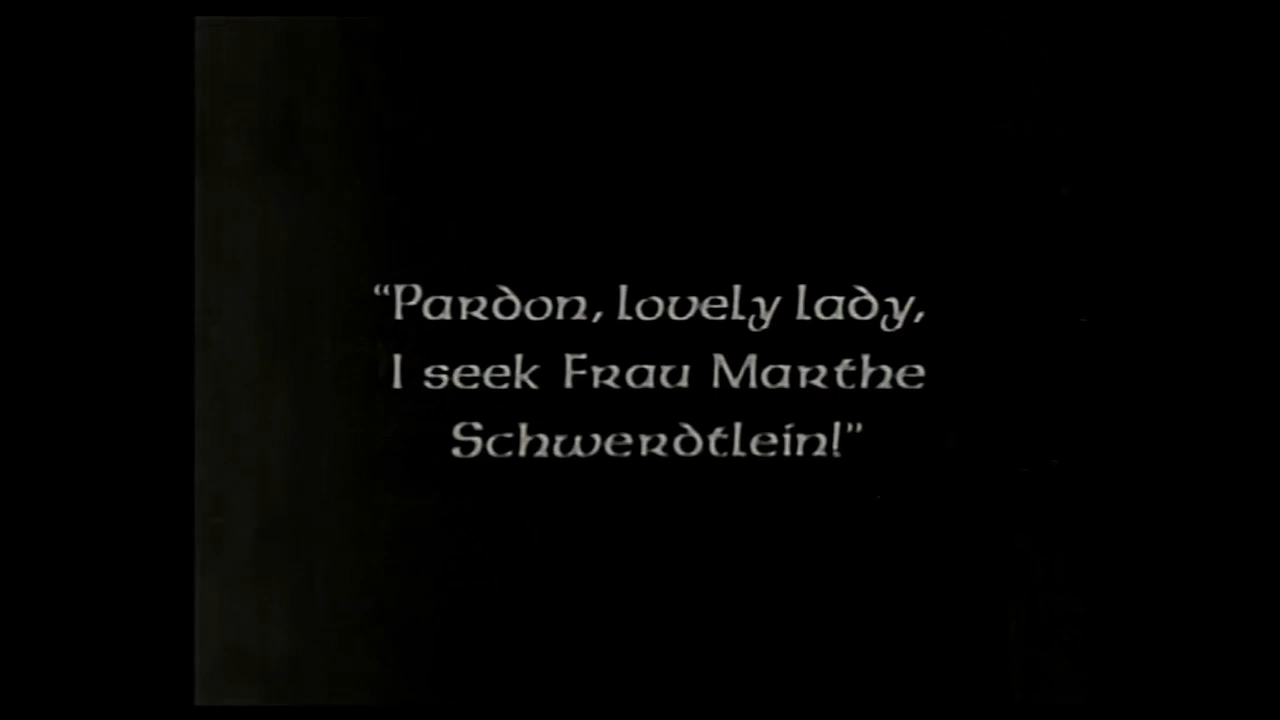 “Pardon, lovely lady,
I seek Frau Marthe
Schwerdtlein!”